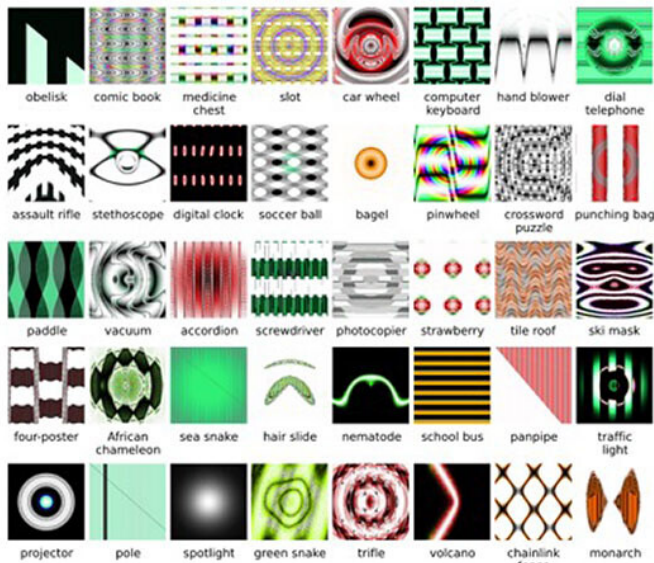 obelisk
comic book
medicine
chest
slot
car wheel
computer
keyboard
hand blower
dial
telephone
assault rifle
stethoscope
digital clock
soccer ball
bagel
pinwheel
crossword
puzzle
punching bag
paddle
vacuum
accordion
screwdriver
photocopier
strawberry
tile roof
ski mask
four-poster
African
chameleon
sea snake
hair slide
nematode
school bus
panpipe
traffic
light
projector
pole
spotlight
green snake
trifle
volcano
chainlink
monarch